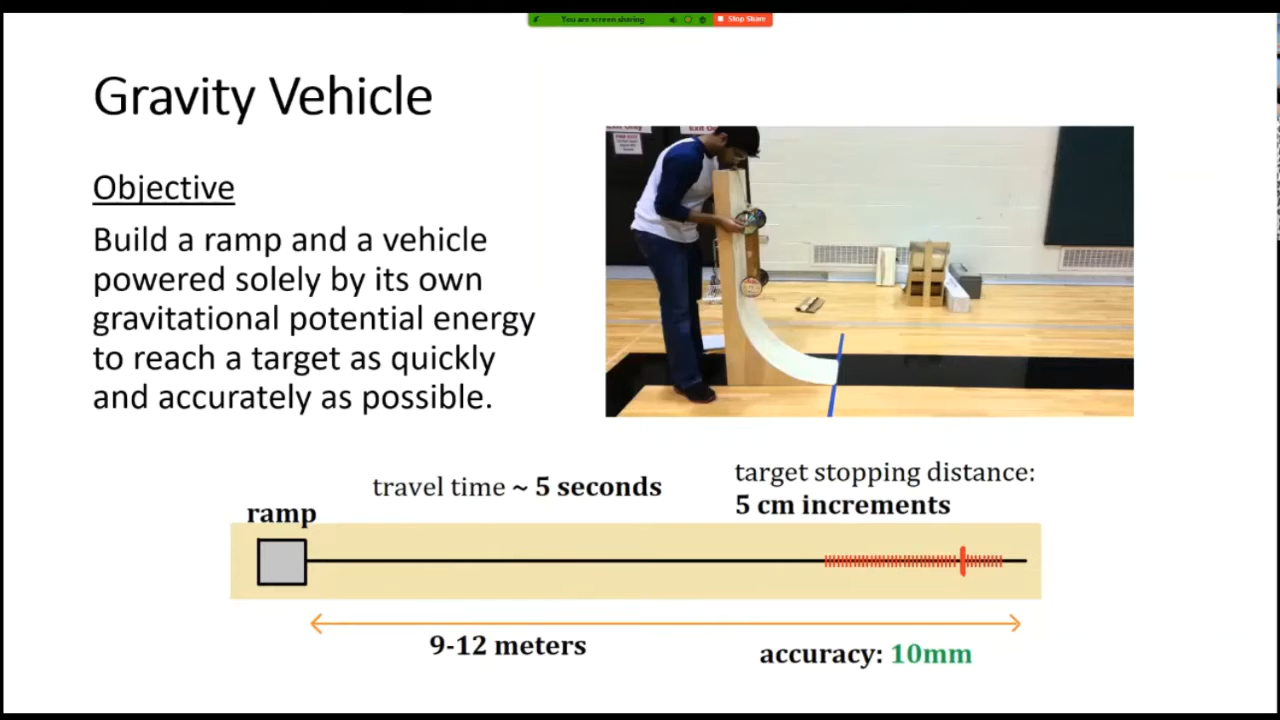 You are screen sharing
Stop Share
Gravity Vehicle
Objective
Build a ramp and a vehicle
powered solely by its own
gravitational potential energy
to reach a target as quickly
and accurately as possible.
travel time ~ 5 seconds
target stopping distance:
5 cm increments
ramp
9-12 meters
accuracy: 10mm